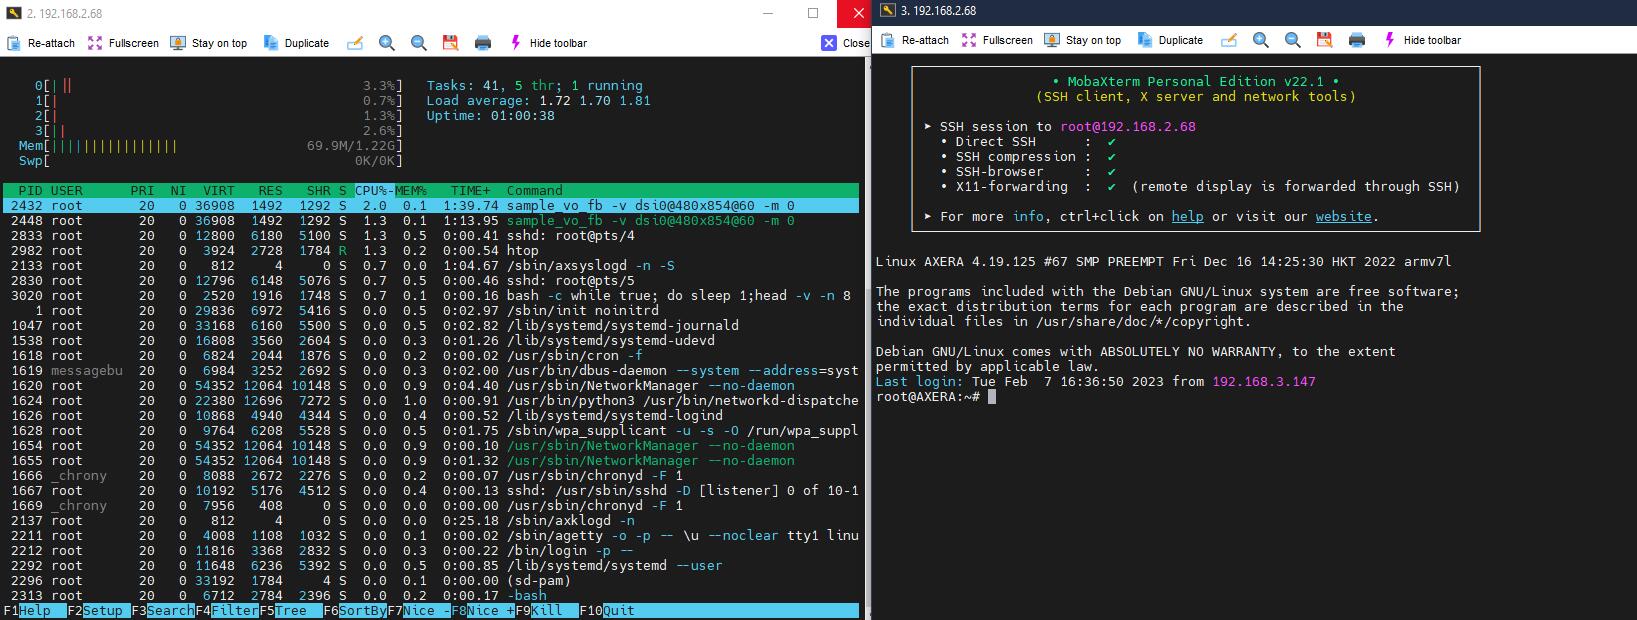 2. 192.168.2.68
Re-attach Fullscreen Stay on top Duplicate Hide toolbar Close
0[||| 3.3%] Tasks: 41, 5 thr; 1 running
1[| 0.7%] Load average: 1.72 1.70 1.81
2[| 1.3%] Uptime: 01:00:38
3[|| 2.6%]
Mem[|||||||||||||||| 69.9M/1.22G]
Swp[ 0K/0K]
PID USER PRI NI VIRT RES SHR S CPU%-MEM% TIME+ Command
2432 root 20 0 36908 1492 1292 S 2.0 0.1 1:39.74 sample_vo_fb -v dsi0@480x854@60 -m 0
2448 root 20 0 36908 1492 1292 S 1.3 0.1 1:13.95 sample_vo_fb -v dsi0@480x854@60 -m 0
2833 root 20 0 12800 6180 5100 S 1.3 0.5 0:00.41 sshd: root@pts/4
2982 root 20 0 3924 2728 1784 R 1.3 0.2 0:00.54 htop
2133 root 20 0 812 4 0 S 0.7 0.0 1:04.67 /sbin/axsyslogd -n -S
2830 root 20 0 12796 6148 5076 S 0.7 0.5 0:00.46 sshd: root@pts/5
3020 root 20 0 2520 1916 1748 S 0.7 0.1 0:00.16 bash -c while true; do sleep 1;head -v -n 8
1 root 20 0 29836 6972 5416 S 0.0 0.5 0:02.97 /sbin/init noinitrd
1047 root 20 0 33168 6160 5500 S 0.0 0.5 0:02.82 /lib/systemd/systemd-journald
1538 root 20 0 16808 3560 2604 S 0.0 0.3 0:01.26 /lib/systemd/systemd-udevd
1618 root 20 0 6824 2044 1876 S 0.0 0.2 0:00.02 /usr/sbin/cron -f
1619 messagebu 20 0 6984 3252 2692 S 0.0 0.3 0:02.00 /usr/bin/dbus-daemon --system --address=syst
1620 root 20 0 54352 12064 10148 S 0.0 0.9 0:04.40 /usr/sbin/NetworkManager --no-daemon
1624 root 20 0 22380 12696 7272 S 0.0 1.0 0:00.91 /usr/bin/python3 /usr/bin/networkd-dispatche
1626 root 20 0 10868 4940 4344 S 0.0 0.4 0:00.52 /lib/systemd/systemd-logind
1628 root 20 0 9764 6208 5528 S 0.0 0.5 0:01.75 /sbin/wpa_supplicant -u -s -O /run/wpa_suppl
1654 root 20 0 54352 12064 10148 S 0.0 0.9 0:00.10 /usr/sbin/NetworkManager --no-daemon
1655 root 20 0 54352 12064 10148 S 0.0 0.9 0:01.32 /usr/sbin/NetworkManager --no-daemon
1666 _chrony 20 0 8088 2672 2276 S 0.0 0.2 0:00.07 /usr/sbin/chronyd -F 1
1667 root 20 0 10192 5176 4512 S 0.0 0.4 0:00.13 sshd: /usr/sbin/sshd -D [listener] 0 of 10-1
1669 _chrony 20 0 7956 408 0 S 0.0 0.0 0:00.00 /usr/sbin/chronyd -F 1
2137 root 20 0 812 4 0 S 0.0 0.0 0:25.18 /sbin/axklogd -n
2211 root 20 0 4008 1108 1032 S 0.0 0.1 0:00.02 /sbin/agetty -o -p -- \u --noclear tty1 linu
2212 root 20 0 11816 3368 2832 S 0.0 0.3 0:00.22 /bin/login -p --
2292 root 20 0 11648 6236 5392 S 0.0 0.5 0:00.85 /lib/systemd/systemd --user
2296 root 20 0 33192 1784 4 S 0.0 0.1 0:00.00 (sd-pam)
2313 root 20 0 6712 2784 2396 S 0.0 0.2 0:00.17 -bash
F1Help F2Setup F3SearchF4FilterF5Tree F6SortByF7Nice -F8Nice +F9Kill F10Quit
3. 192.168.2.68
Re-attach Fullscreen Stay on top Duplicate Hide toolbar
• MobaXterm Personal Edition v22.1 •
(SSH client, X server and network tools)
➤ SSH session to root@192.168.2.68
• Direct SSH : ✔
• SSH compression : ✔
• SSH-browser : ✔
• X11-forwarding : ✔ (remote display is forwarded through SSH)
➤ For more info, ctrl+click on help or visit our website.
Linux AXERA 4.19.125 #67 SMP PREEMPT Fri Dec 16 14:25:30 HKT 2022 armv7l
The programs included with the Debian GNU/Linux system are free software;
the exact distribution terms for each program are described in the
individual files in /usr/share/doc/*/copyright.
Debian GNU/Linux comes with ABSOLUTELY NO WARRANTY, to the extent
permitted by applicable law.
Last login: Tue Feb 7 16:36:50 2023 from 192.168.3.147
root@AXERA:~#